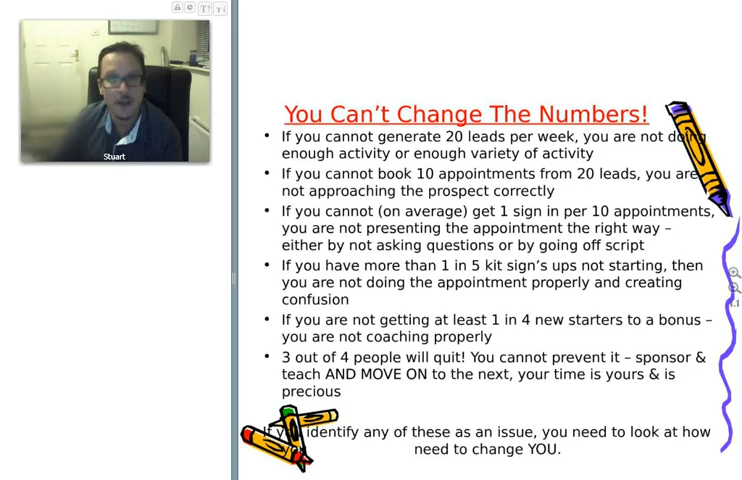 Stuart
You Can't Change The Numbers!
• If you cannot generate 20 leads per week, you are not doing
enough activity or enough variety of activity
• If you cannot book 10 appointments from 20 leads, you are
not approaching the prospect correctly
• If you cannot (on average) get 1 sign in per 10 appointments,
you are not presenting the appointment the right way –
either by not asking questions or by going off script
• If you have more than 1 in 5 kit sign's ups not starting, then
you are not doing the appointment properly and creating
confusion
• If you are not getting at least 1 in 4 new starters to a bonus –
you are not coaching properly
• 3 out of 4 people will quit! You cannot prevent it – sponsor &
teach AND MOVE ON to the next, your time is yours & is
precious
If you identify any of these as an issue, you need to look at how
need to change YOU.